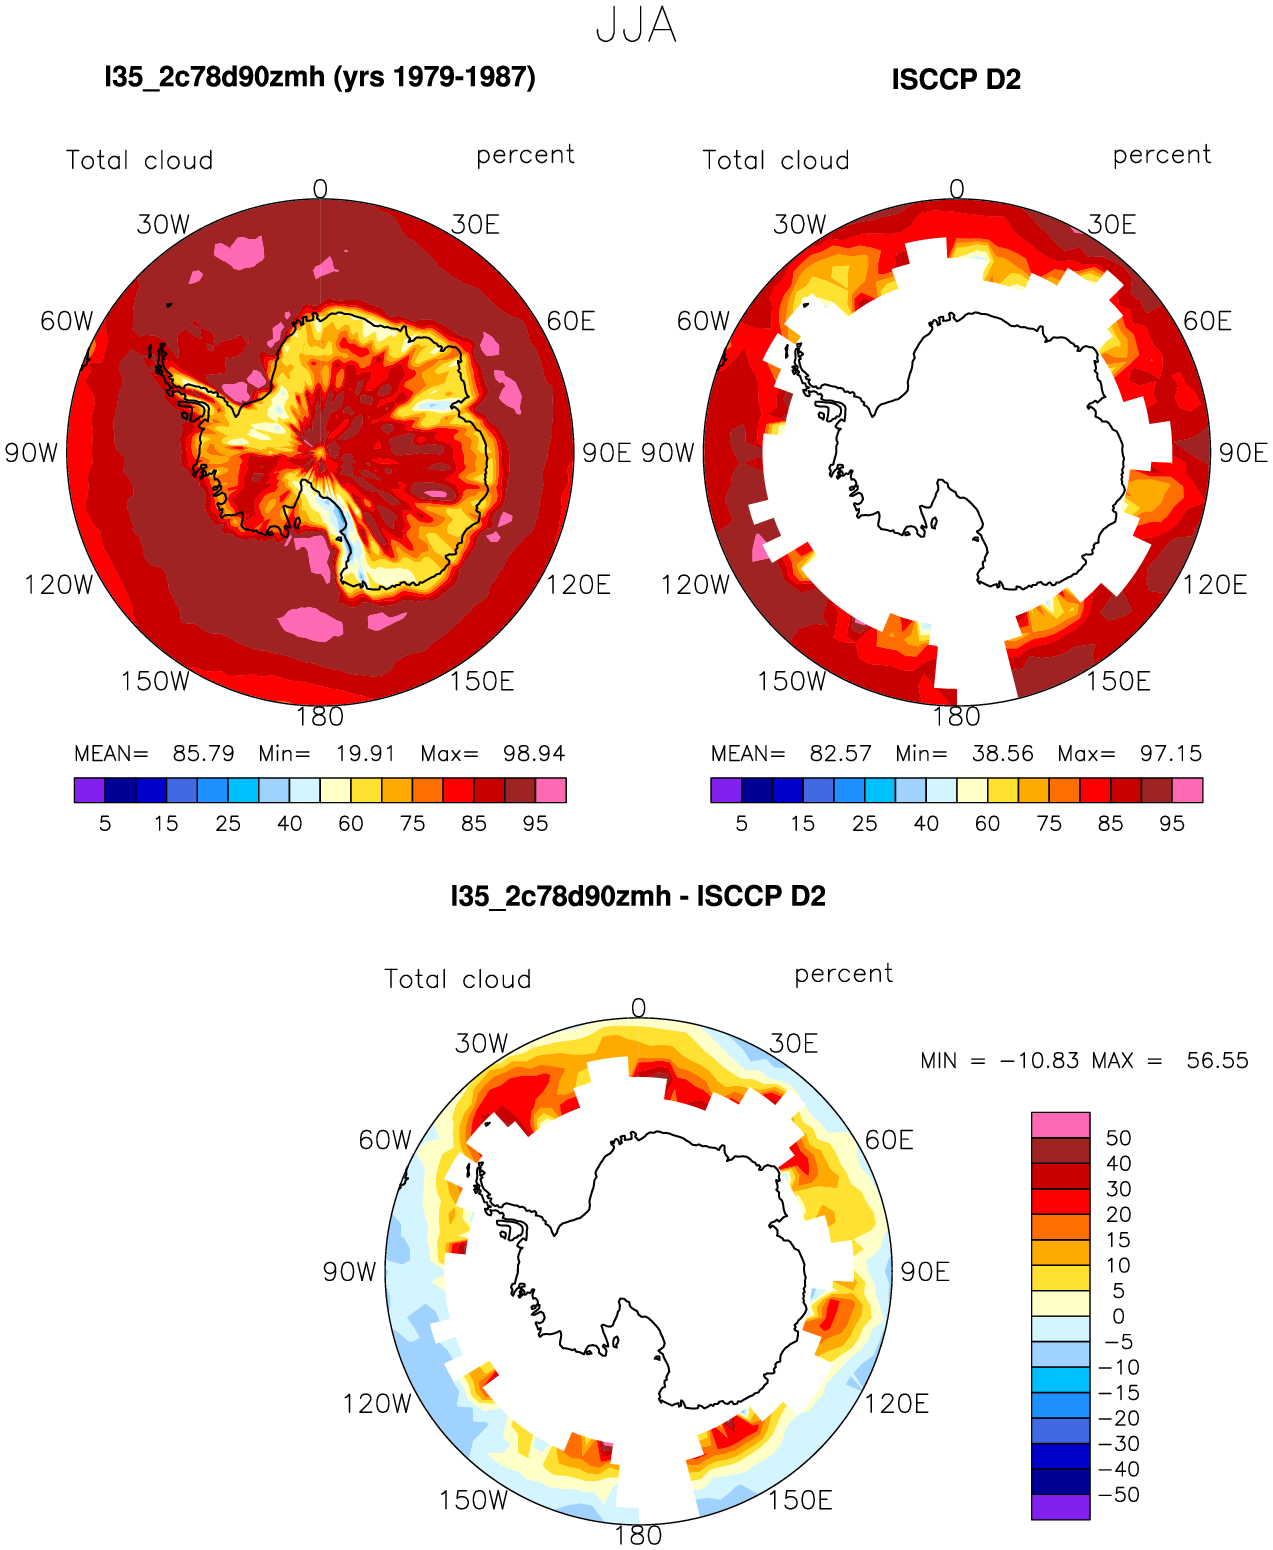 JJA
I35_2c78d90zmh (yrs 1979-1987)
ISCCP D2
Total cloud
percent
Total cloud
percent
0
30W
30E
60W
60E
90W
90E
120W
120E
150W
150E
180
0
30W
30E
60W
60E
90W
90E
120W
120E
150W
150E
180
MEAN= 85.79 Min= 19.91 Max= 98.94
MEAN= 82.57 Min= 38.56 Max= 97.15
5 15 25 40 60 75 85 95
5 15 25 40 60 75 85 95
I35_2c78d90zmh - ISCCP D2
Total cloud
percent
0
30W
30E
60W
60E
90W
90E
120W
120E
150W
150E
180
MIN = -10.83 MAX = 56.55
50
40
30
20
15
10
5
0
-5
-10
-15
-20
-30
-40
-50